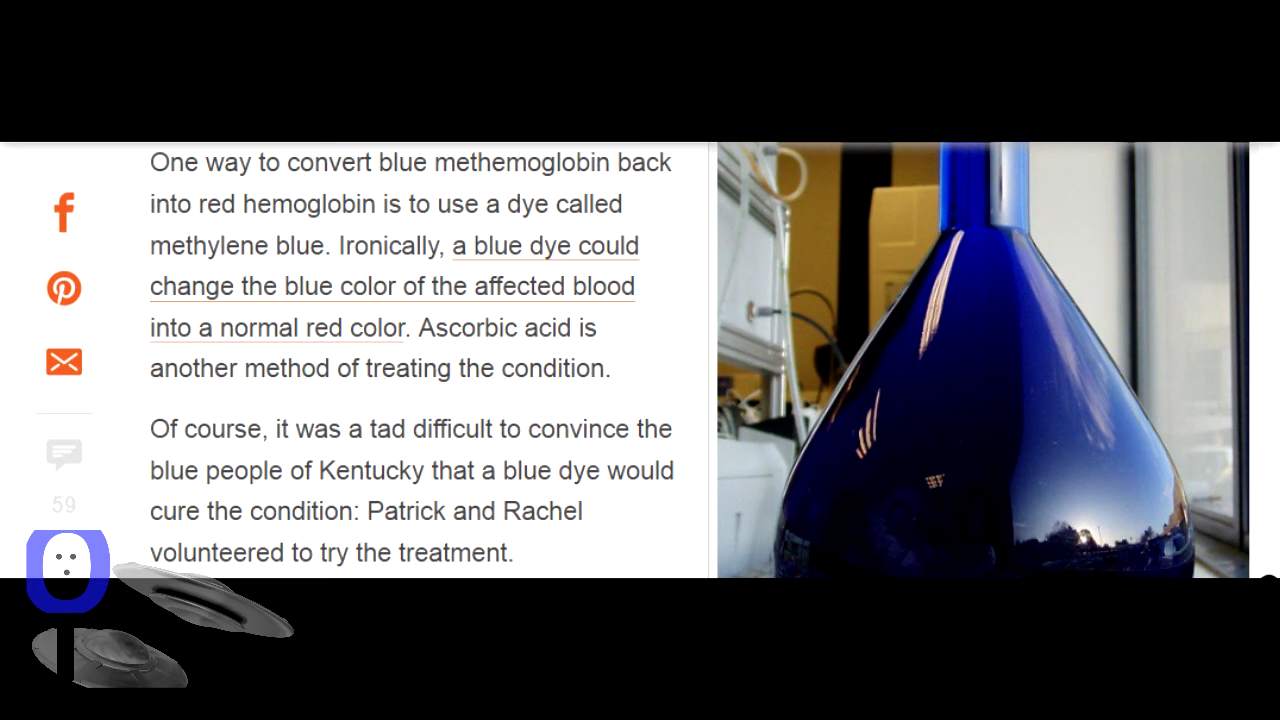 One way to convert blue methemoglobin back
into red hemoglobin is to use a dye called
methylene blue. Ironically, a blue dye could
change the blue color of the affected blood
into a normal red color. Ascorbic acid is
another method of treating the condition.
Of course, it was a tad difficult to convince the
blue people of Kentucky that a blue dye would
cure the condition: Patrick and Rachel
volunteered to try the treatment.
59